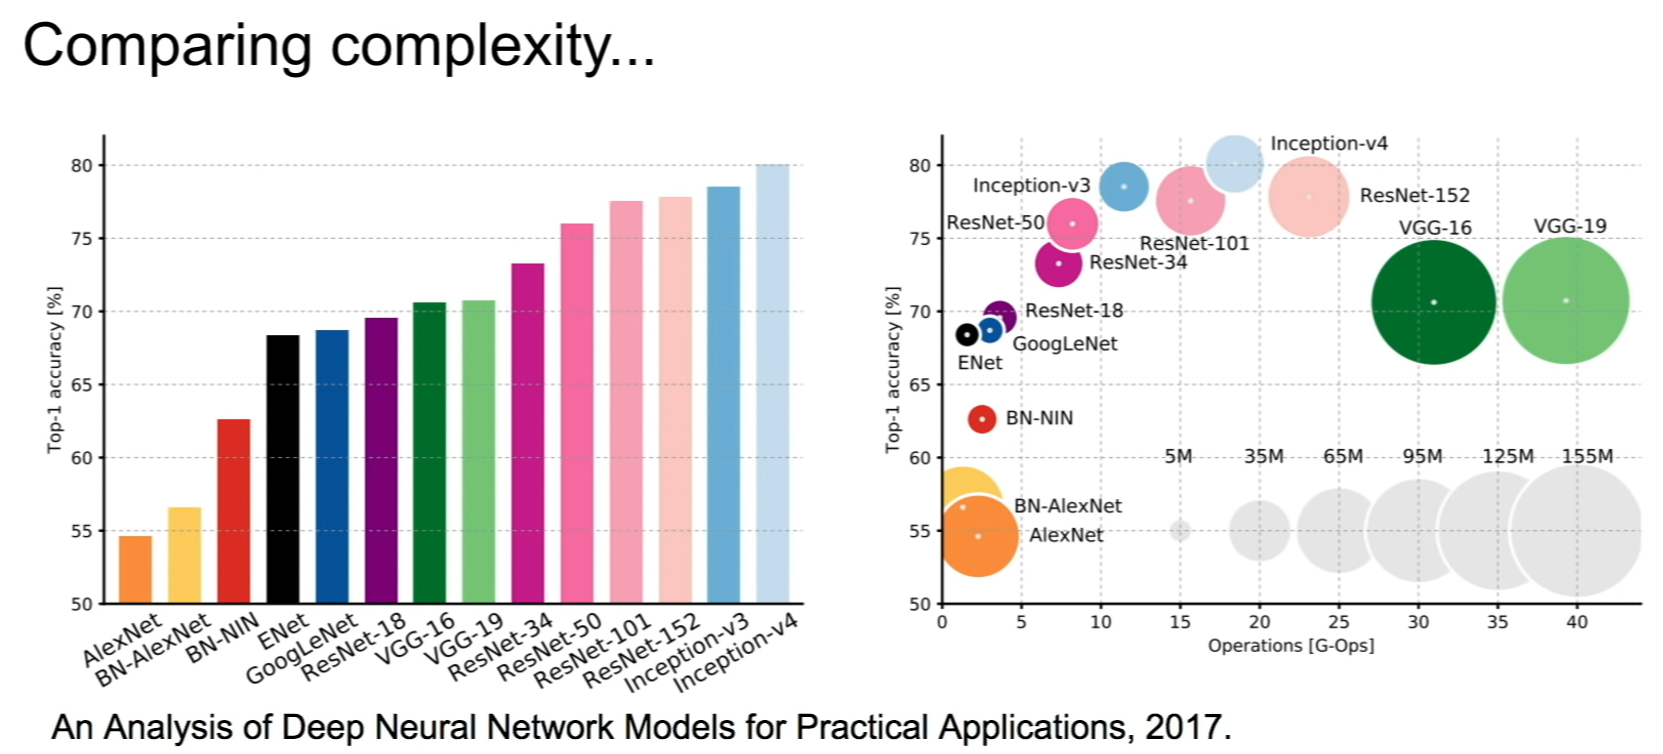 Comparing complexity...
80
75
70
65
60
55
50
Top-1 accuracy [%]
AlexNet
BN-AlexNet
BN-NIN
ENet
GoogLeNet
ResNet-18
VGG-16
VGG-19
ResNet-34
ResNet-50
ResNet-101
ResNet-152
Inception-v3
Inception-v4
80
75
70
65
60
55
50
Top-1 accuracy [%]
Inception-v4
Inception-v3
ResNet-152
ResNet-50
VGG-16
VGG-19
ResNet-101
ResNet-34
ResNet-18
GoogLeNet
ENet
BN-NIN
5M 35M 65M 95M 125M 155M
BN-AlexNet
AlexNet
0 5 10 15 20 25 30 35 40
Operations [G-Ops]
An Analysis of Deep Neural Network Models for Practical Applications, 2017.